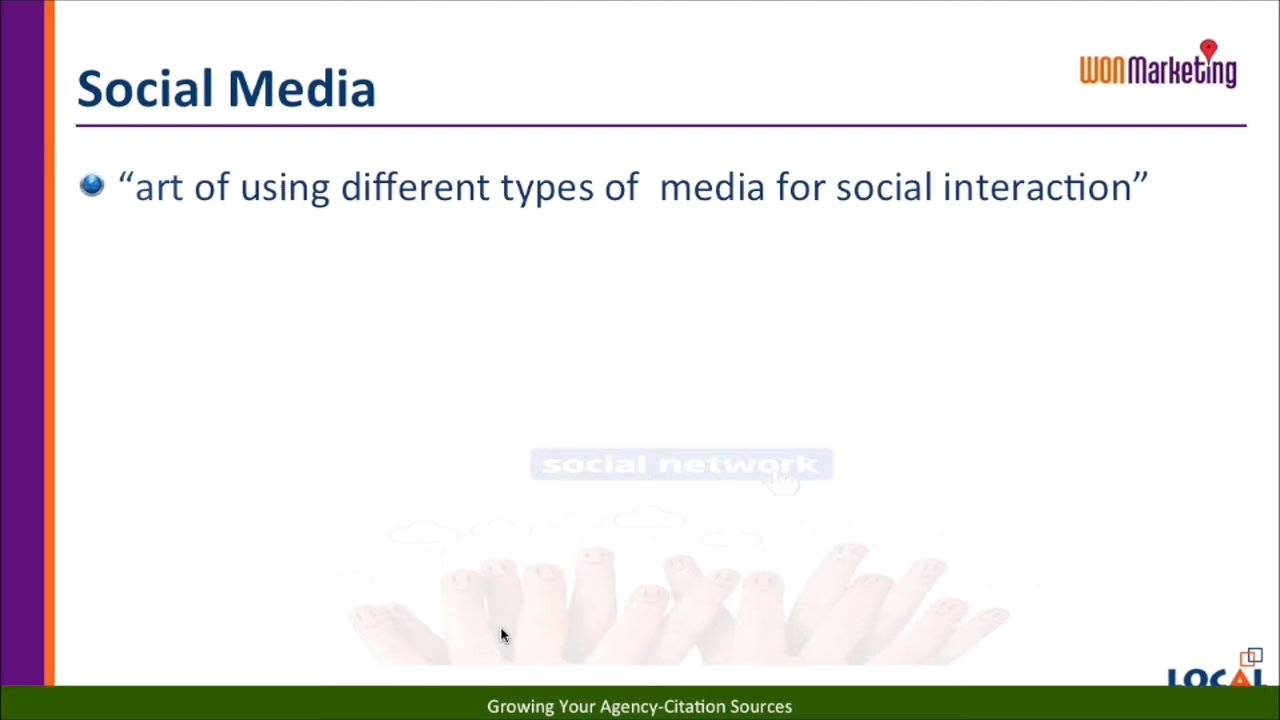 Social Media
WON Marketing
“art of using different types of  media for social interaction”
social network
LOCAL
Growing Your Agency-Citation Sources